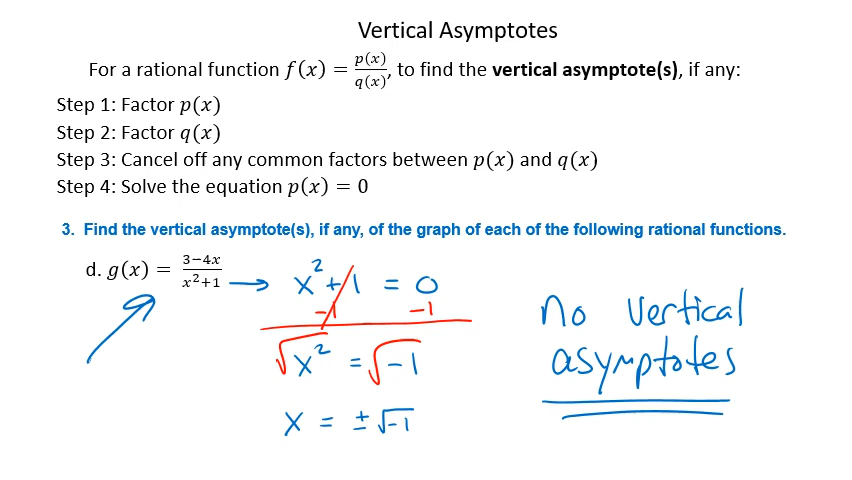 Vertical Asymptotes
For a rational function f(x) = p(x)/q(x), to find the vertical asymptote(s), if any:
Step 1: Factor p(x)
Step 2: Factor q(x)
Step 3: Cancel off any common factors between p(x) and q(x)
Step 4: Solve the equation p(x) = 0
3. Find the vertical asymptote(s), if any, of the graph of each of the following rational functions.
d. g(x) = 3−4x/x²+1 → x²+1 = 0
−1 −1
√x² = √−1
x = ±√−1
no vertical
asymptotes